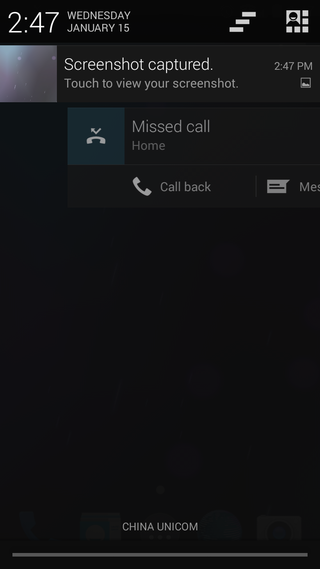 2:47
WEDNESDAY
JANUARY 15
Screenshot captured.
2:47 PM
Touch to view your screenshot.
Missed call
Home
Call back
Mes
CHINA UNICOM